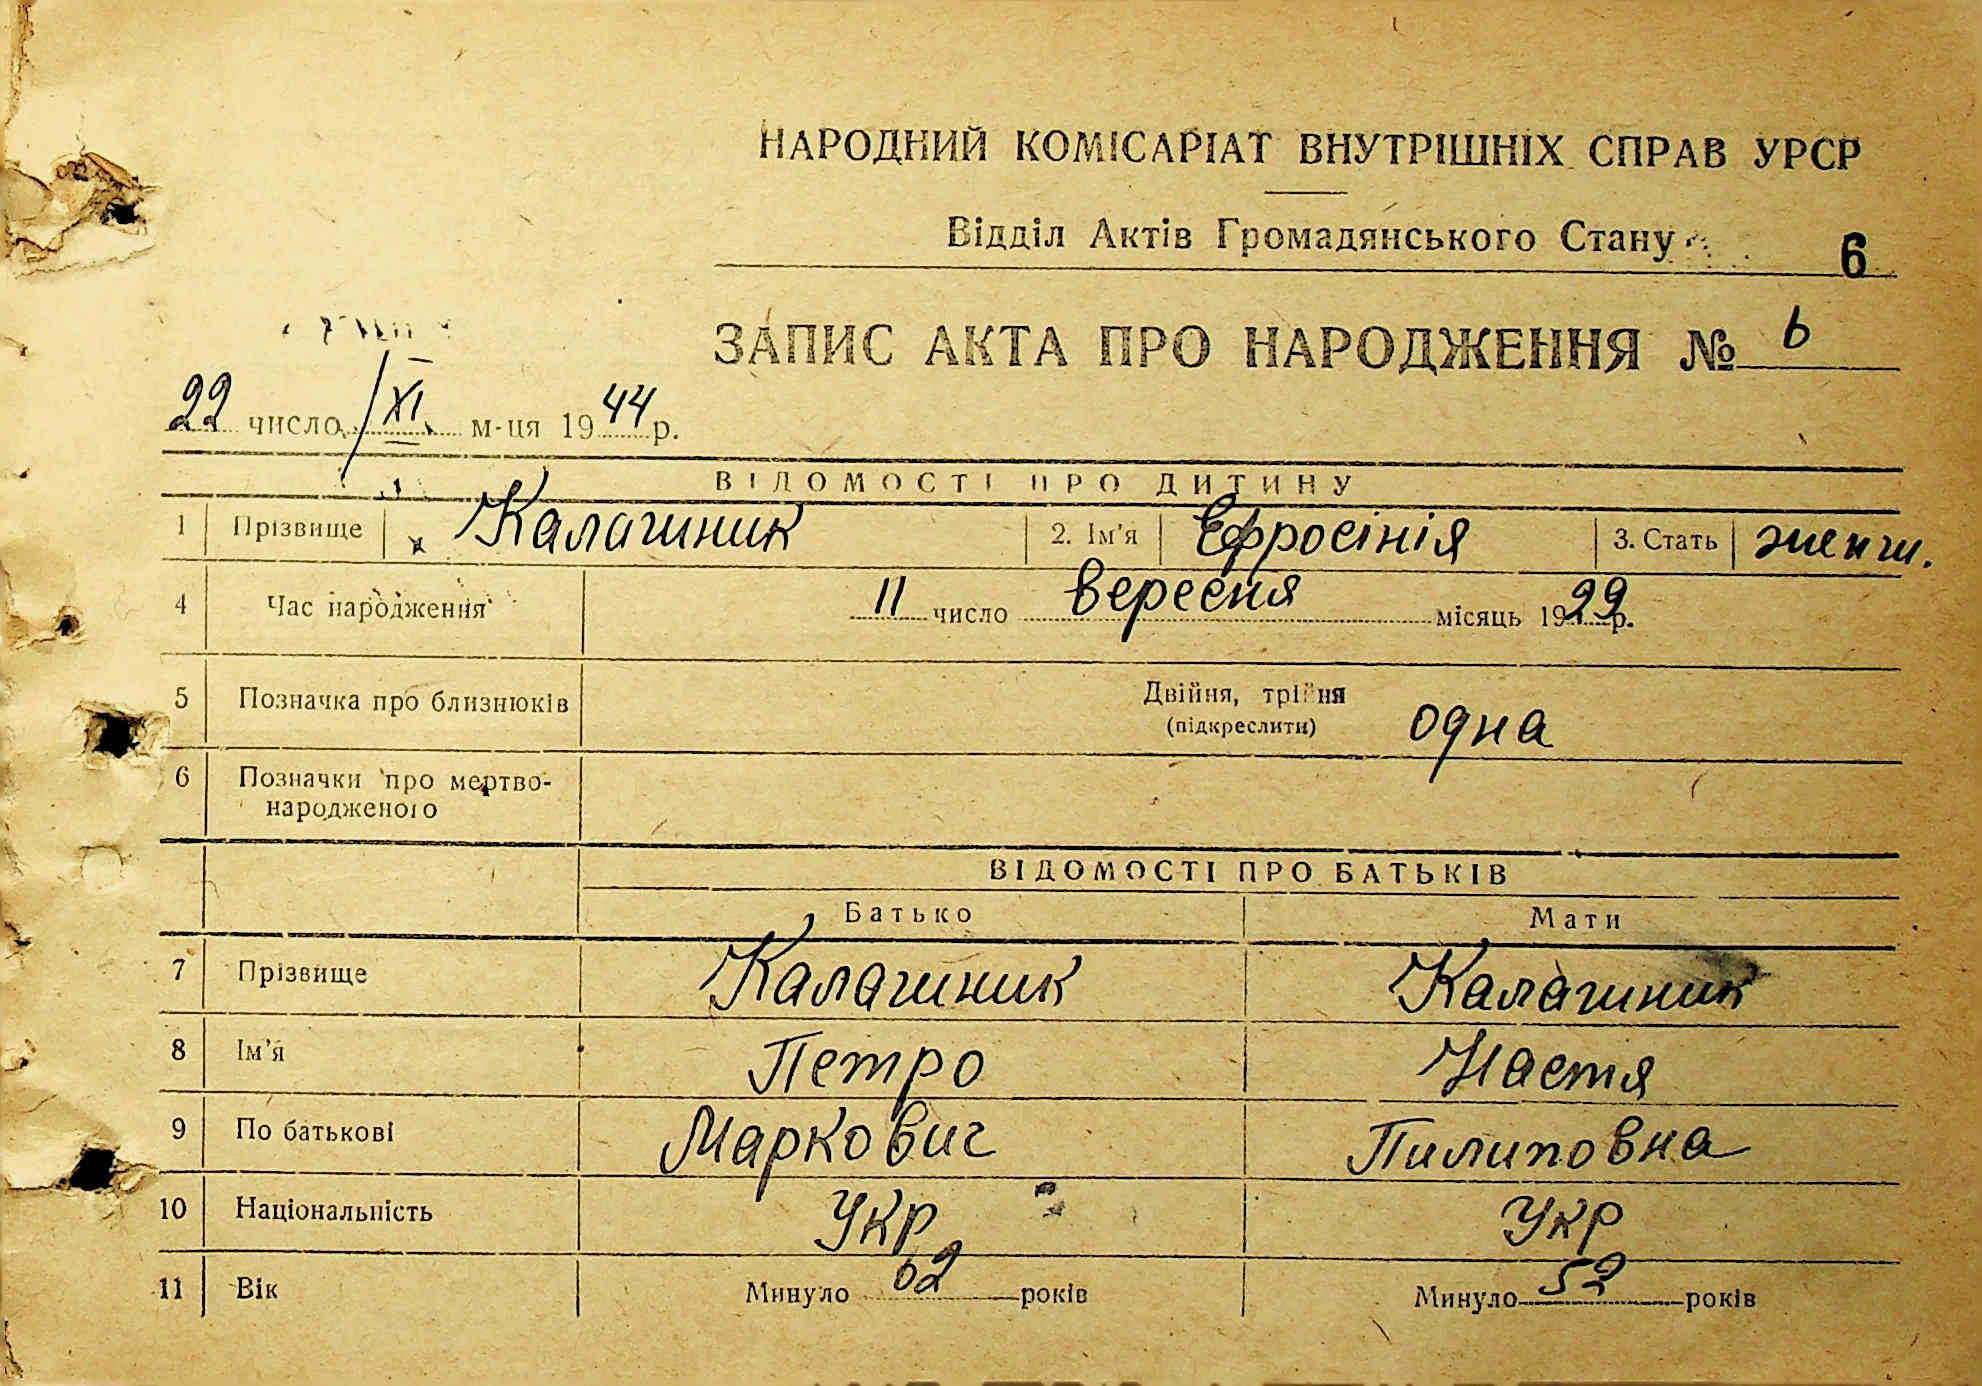 НАРОДНИЙ КОМІСАРІАТ ВНУТРІШНІХ СПРАВ УРСР
Відділ Актів Громадянського Стану
6
ЗАПИС АКТА ПРО НАРОДЖЕННЯ № 6
22 число XI м-ця 1944 р.
ВІДОМОСТІ ПРО ДИТИНУ
1 Прізвище Калашник 2. Ім'я Ефросінія 3. Стать женш.
4 Час народження 11 число вересня місяць 1922 р.
5 Позначка про близнюків Двійня, трійня
(підкреслити) одна
6 Позначки про мертво-
народженого
ВІДОМОСТІ ПРО БАТЬКІВ
Батько Мати
7 Прізвище Калашник Калашник
8 Ім'я Петро Настя
9 По батькові Маркович Пилиповна
10 Національність Укр Укр
11 Вік Минуло 62 років Минуло 52 років